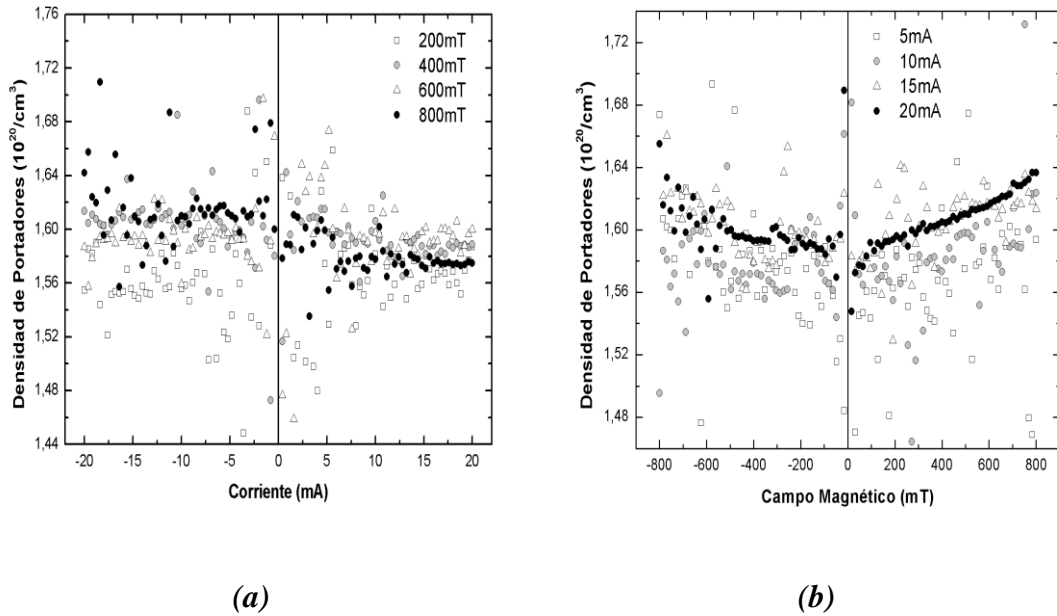 1,72
1,68
1,64
1,60
1,56
1,52
1,48
1,44
Densidad de Portadores (10²⁰/cm³)
200mT
400mT
600mT
800mT
-20 -15 -10 -5 0 5 10 15 20
Corriente (mA)
(a)
1,72
1,68
1,64
1,60
1,56
1,52
1,48
Densidad de Portadores (10²⁰/cm³)
5mA
10mA
15mA
20mA
-800 -600 -400 -200 0 200 400 600 800
Campo Magnético (mT)
(b)